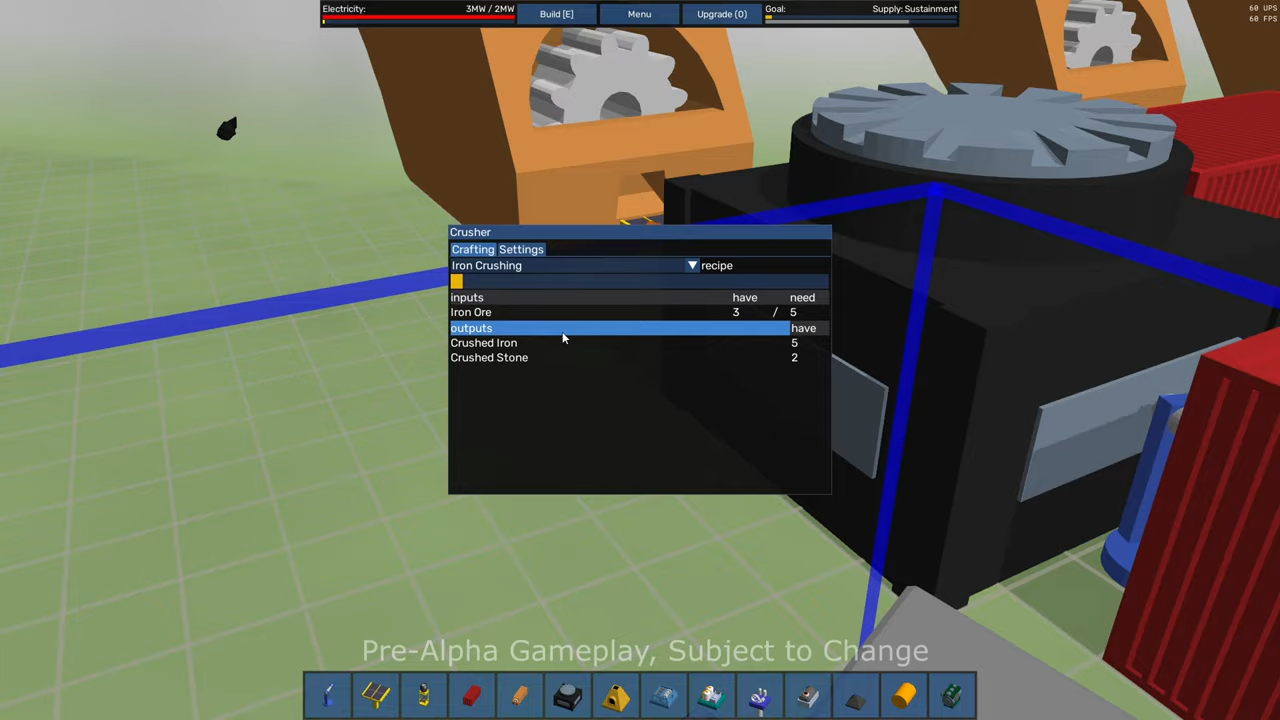 Electricity: 3MW / 2MW
Build [E]
Menu
Upgrade (0)
Goal: Supply: Sustainment
60 UPS
60 FPS
Crusher
Crafting Settings
Iron Crushing ▼ recipe
inputs have need
Iron Ore 3 / 5
outputs have
Crushed Iron 5
Crushed Stone 2
Pre-Alpha Gameplay, Subject to Change